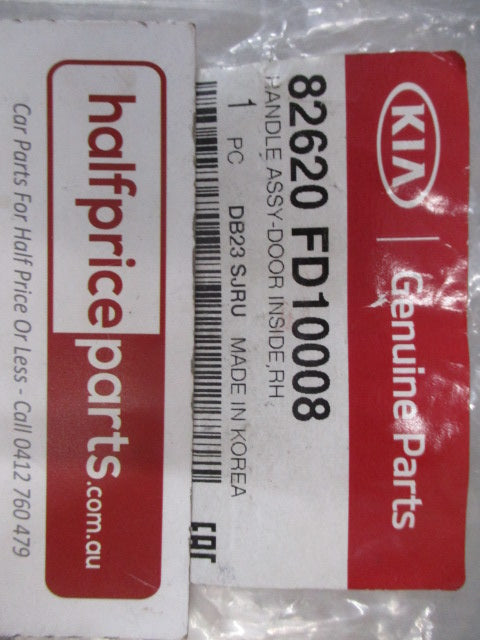 KIA | Genuine Parts
82620 FD10008
HANDLE ASSY-DOOR INSIDE,RH
1 PC DB23 SJRU MADE IN KOREA
EAC
halfpriceparts.com.au
Car Parts For Half Price Or Less - Call 0412 760 479